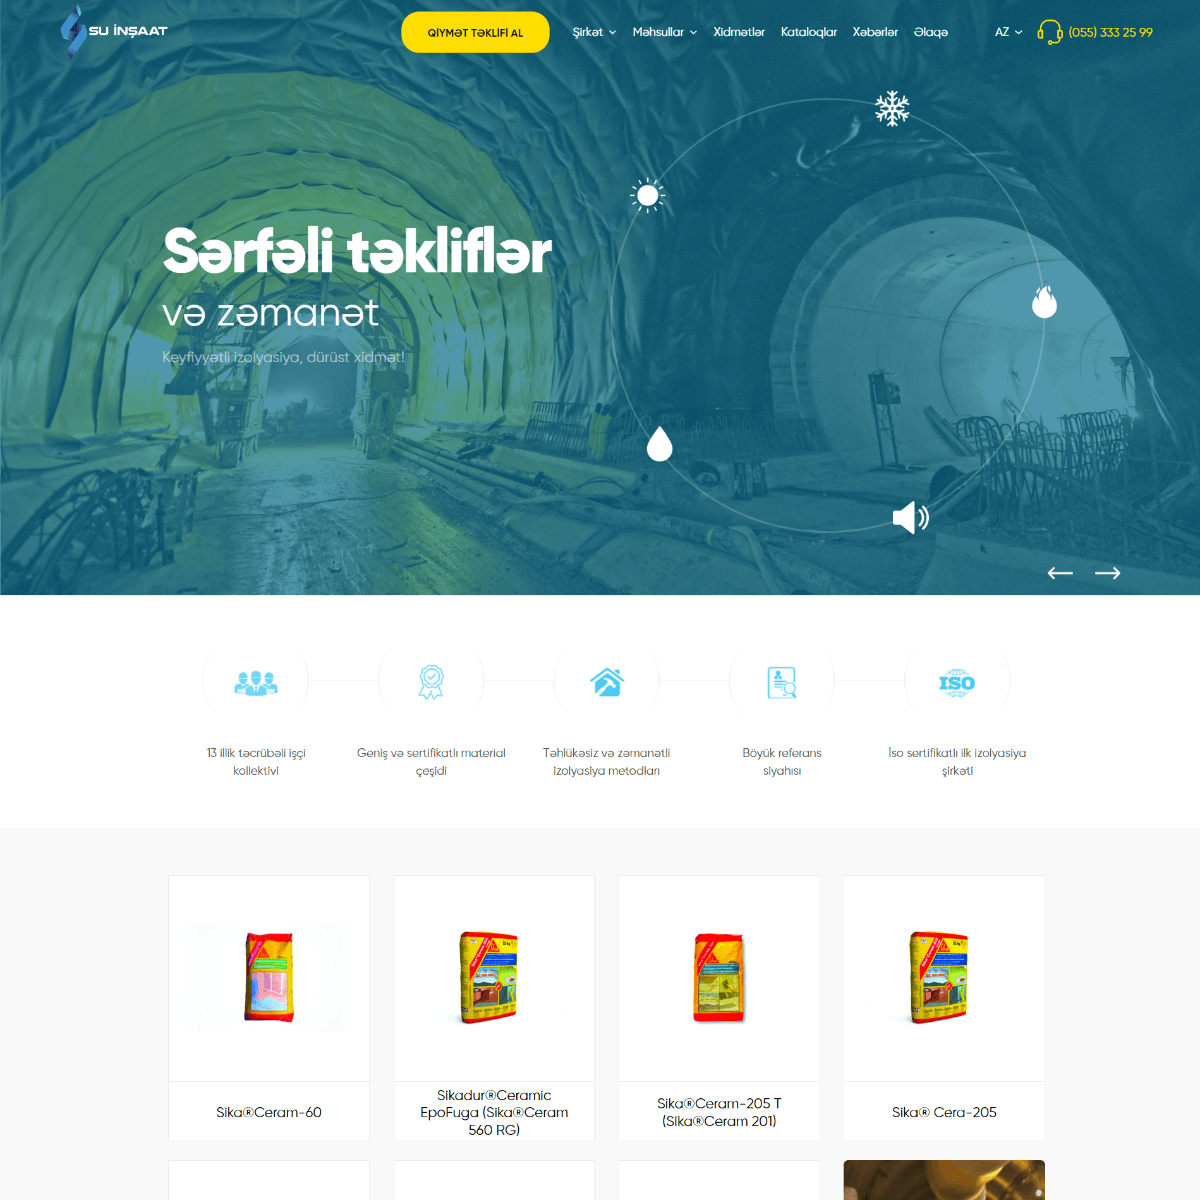 SU İNŞAAT
QİYMƏT TƏKLİFİ AL
Şirkət
Məhsullar
Xidmətlər
Kataloqlar
Xəbərlər
Əlaqə
AZ
(055) 333 25 99
Sərfəli təkliflər
və zəmanət
Keyfiyyətli izolyasiya, dürüst xidmət!
ISO
13 illik təcrübəli işçi
kollektivi
Geniş və sertifikatlı material
çeşidi
Təhlükəsiz və zəmanətli
izolyasiya metodları
Böyük referans
siyahısı
İso sertifikatlı ilk izolyasiya
şirkəti
Sika®Ceram-60
Sikadur®Ceramic
EpoFuga (Sika®Ceram
560 RG)
Sika®Ceram-205 T
(Sika®Ceram 201)
Sika® Cera-205